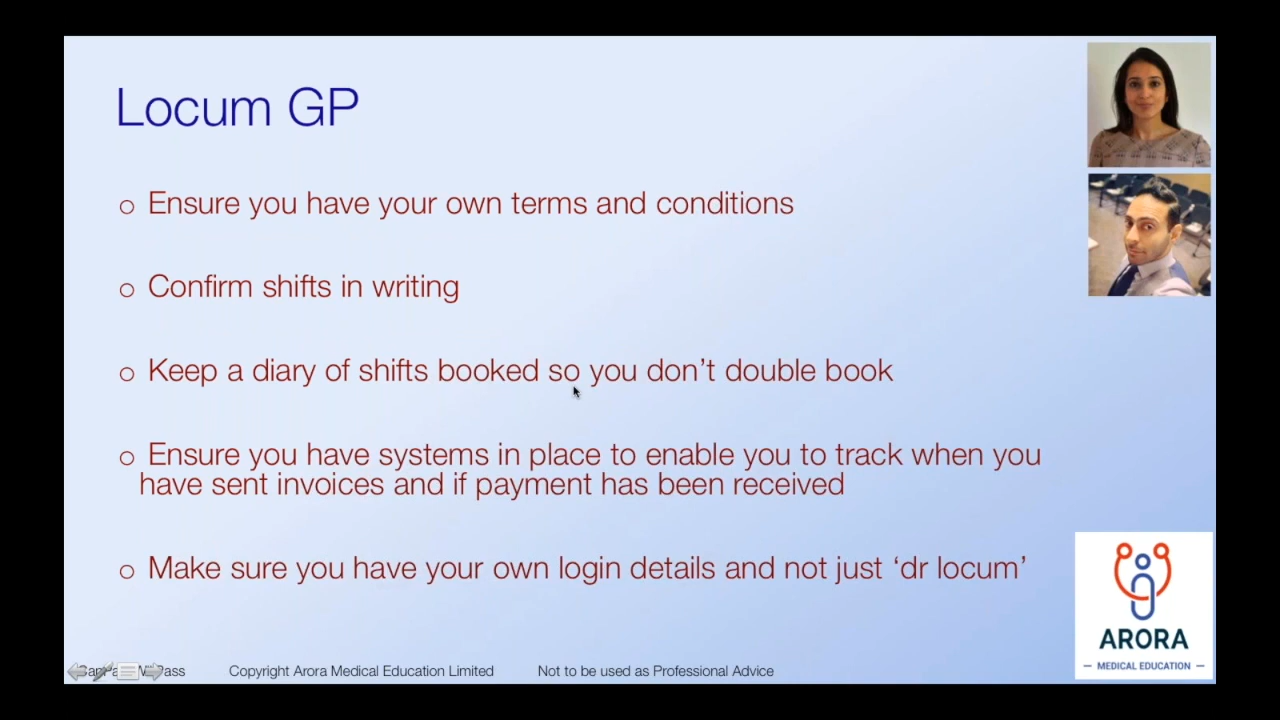 Locum GP
o Ensure you have your own terms and conditions
o Confirm shifts in writing
o Keep a diary of shifts booked so you don’t double book
o Ensure you have systems in place to enable you to track when you
have sent invoices and if payment has been received
o Make sure you have your own login details and not just ‘dr locum’
ARORA
MEDICAL EDUCATION
Copyright Arora Medical Education Limited Not to be used as Professional Advice